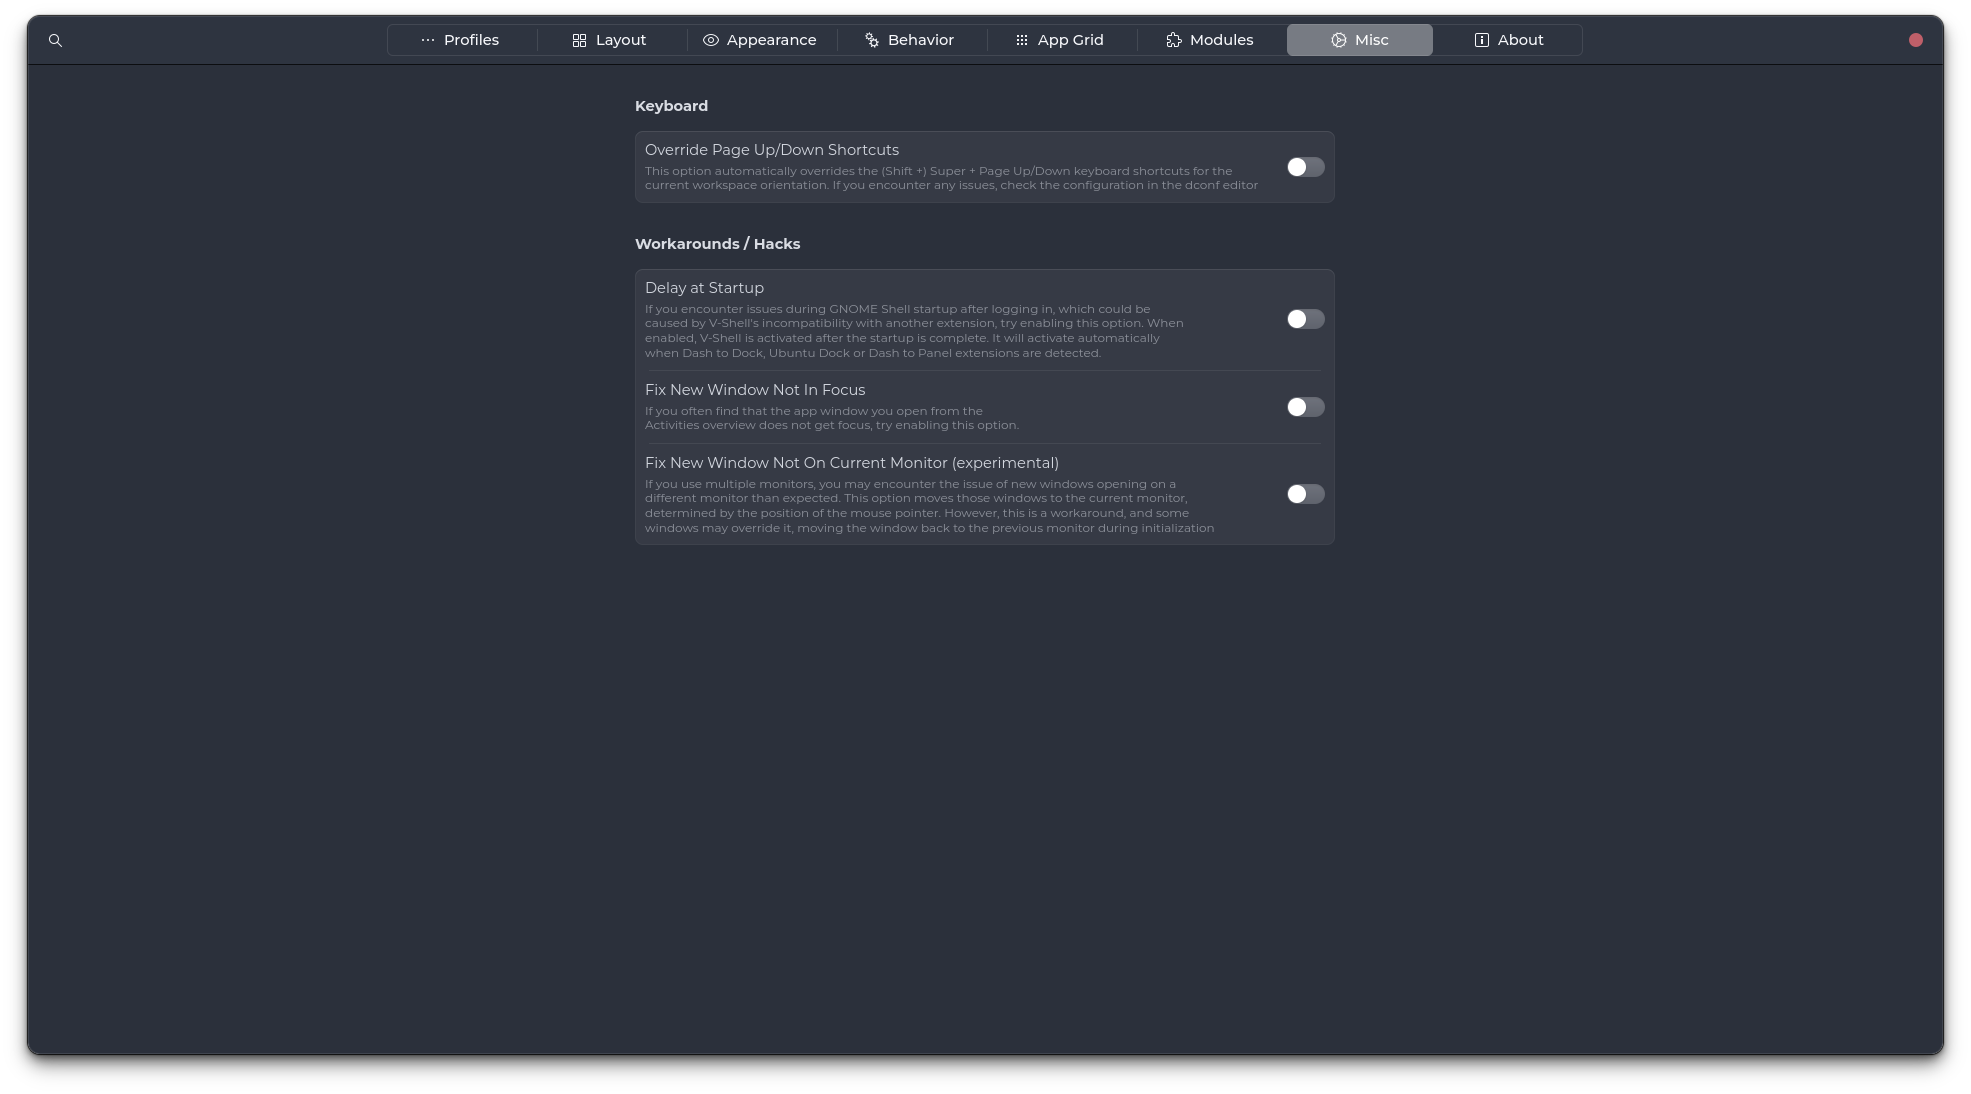 Profiles
Layout
Appearance
Behavior
App Grid
Modules
Misc
About
Keyboard
Override Page Up/Down Shortcuts
This option automatically overrides the (Shift +) Super + Page Up/Down keyboard shortcuts for the
current workspace orientation. If you encounter any issues, check the configuration in the dconf editor
Workarounds / Hacks
Delay at Startup
If you encounter issues during GNOME Shell startup after logging in, which could be
caused by V-Shell's incompatibility with another extension, try enabling this option. When
enabled, V-Shell is activated after the startup is complete. It will activate automatically
when Dash to Dock, Ubuntu Dock or Dash to Panel extensions are detected.
Fix New Window Not In Focus
If you often find that the app window you open from the
Activities overview does not get focus, try enabling this option.
Fix New Window Not On Current Monitor (experimental)
If you use multiple monitors, you may encounter the issue of new windows opening on a
different monitor than expected. This option moves those windows to the current monitor,
determined by the position of the mouse pointer. However, this is a workaround, and some
windows may override it, moving the window back to the previous monitor during initialization